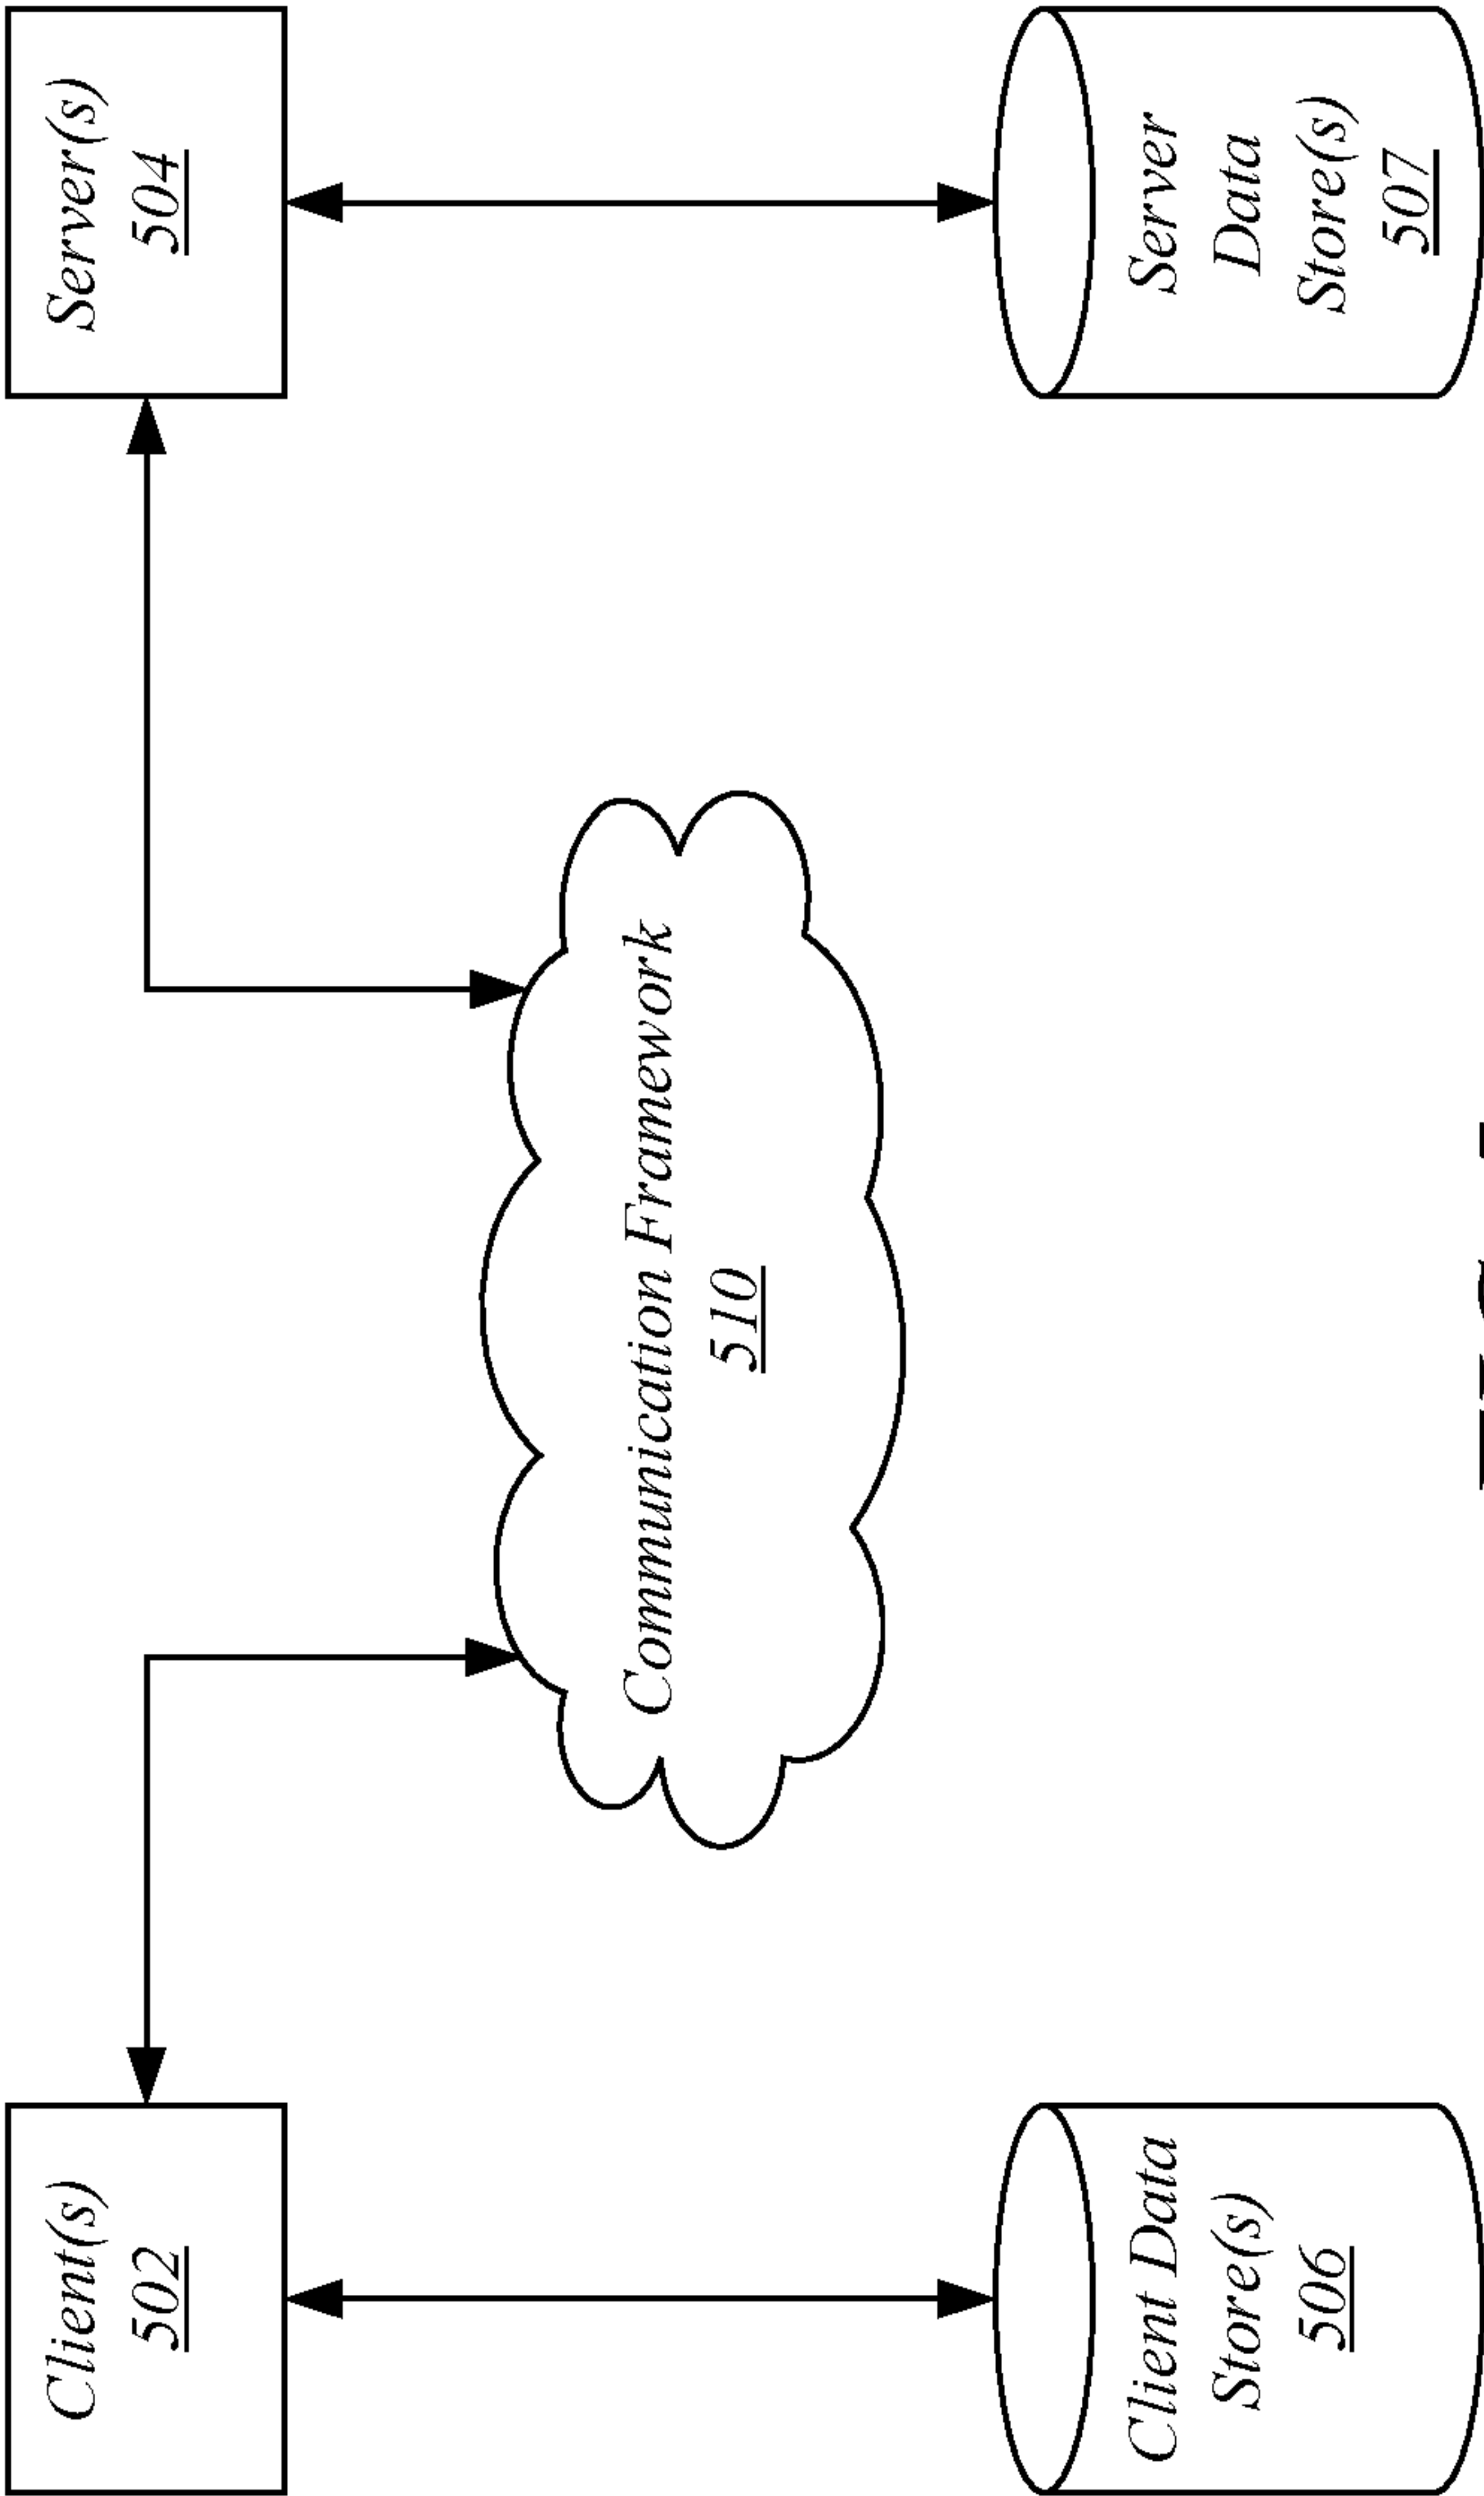 Client(s)
502
Server(s)
504
Communication Framework
510
Client Data
Store(s)
506
Server
Data
Store(s)
507